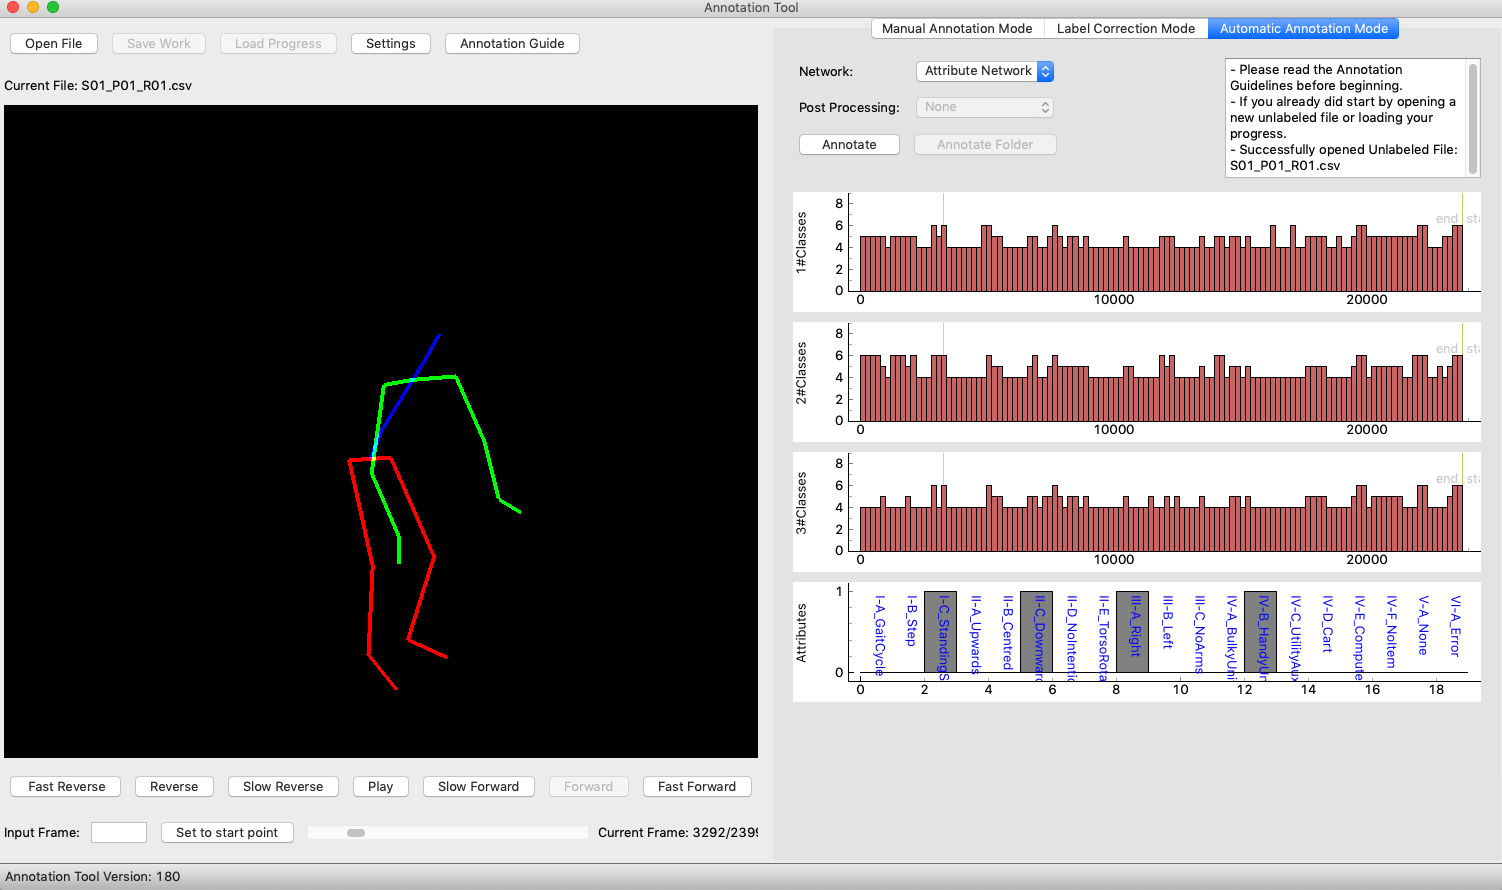 Annotation Tool
Open File Save Work Load Progress Settings Annotation Guide
Current File: S01_P01_R01.csv
Manual Annotation Mode Label Correction Mode Automatic Annotation Mode
Network: Attribute Network
Post Processing: None
Annotate Annotate Folder
- Please read the Annotation
Guidelines before beginning.
- If you already did start by opening a
new unlabeled file or loading your
progress.
- Successfully opened Unlabeled File:
S01_P01_R01.csv
1#Classes
8
6
4
2
0
end sta
0 10000 20000
2#Classes
8
6
4
2
0
end sta
0 10000 20000
3#Classes
8
6
4
2
0
end sta
0 10000 20000
Attributes
1
0
I-A_GaitCycle
I-B_Step
I-C_StandingS
II-A_Upwards
II-B_Centred
II-C_Downward
II-D_NoIntenti
II-E_TorsoRota
III-A_Right
III-B_Left
III-C_NoArms
IV-A_BulkyUni
IV-B_HandyUn
IV-C_UtilityAux
IV-D_Cart
IV-E_Compute
IV-F_NoItem
V-A_None
VI-A_Error
0 2 4 6 8 10 12 14 16 18
Fast Reverse Reverse Slow Reverse Play Slow Forward Forward Fast Forward
Input Frame: Set to start point Current Frame: 3292/2399
Annotation Tool Version: 180